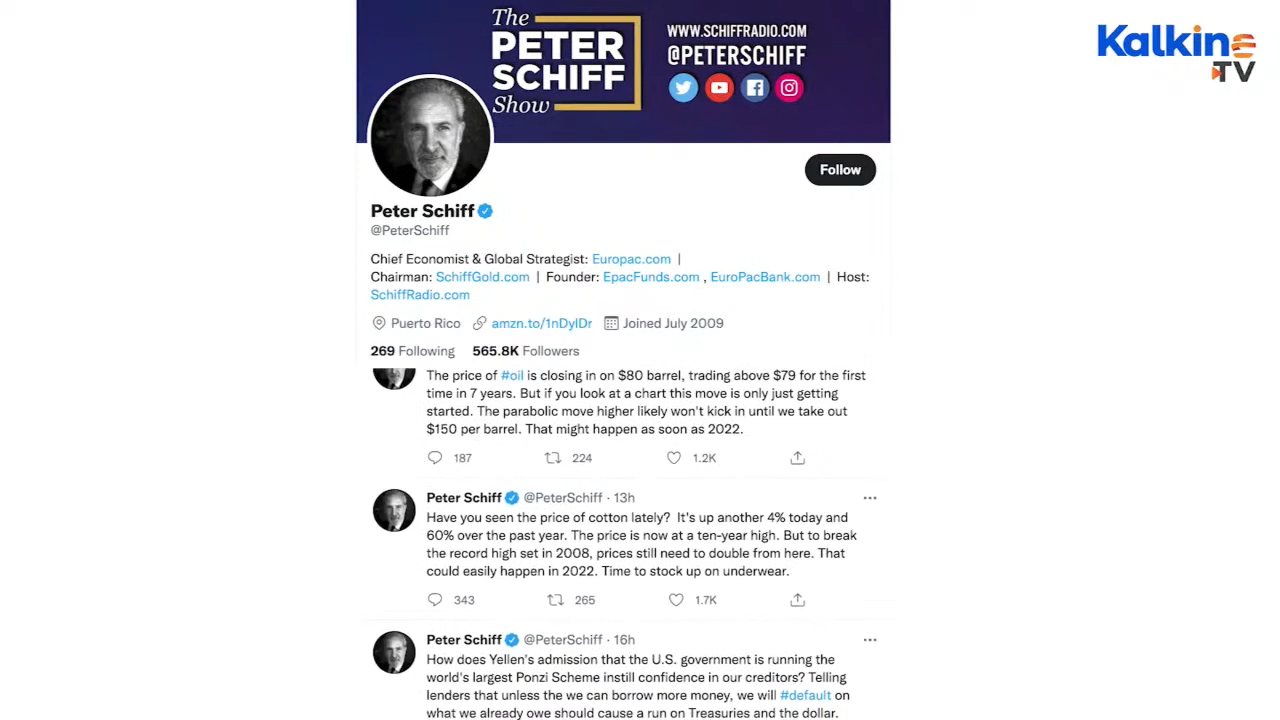 The
PETER
SCHIFF
Show
WWW.SCHIFFRADIO.COM
@PETERSCHIFF
Kalkine
TV
Follow
Peter Schiff
@PeterSchiff
Chief Economist & Global Strategist: Europac.com |
Chairman: SchiffGold.com | Founder: EpacFunds.com , EuroPacBank.com | Host:
SchiffRadio.com
Puerto Rico amzn.to/1nDylDr Joined July 2009
269 Following 565.8K Followers
The price of #oil is closing in on $80 barrel, trading above $79 for the first
time in 7 years. But if you look at a chart this move is only just getting
started. The parabolic move higher likely won't kick in until we take out
$150 per barrel. That might happen as soon as 2022.
187 224 1.2K
Peter Schiff @PeterSchiff · 13h
Have you seen the price of cotton lately? It's up another 4% today and
60% over the past year. The price is now at a ten-year high. But to break
the record high set in 2008, prices still need to double from here. That
could easily happen in 2022. Time to stock up on underwear.
343 265 1.7K
Peter Schiff @PeterSchiff · 16h
How does Yellen's admission that the U.S. government is running the
world's largest Ponzi Scheme instill confidence in our creditors? Telling
lenders that unless the we can borrow more money, we will #default on
what we already owe should cause a run on Treasuries and the dollar.